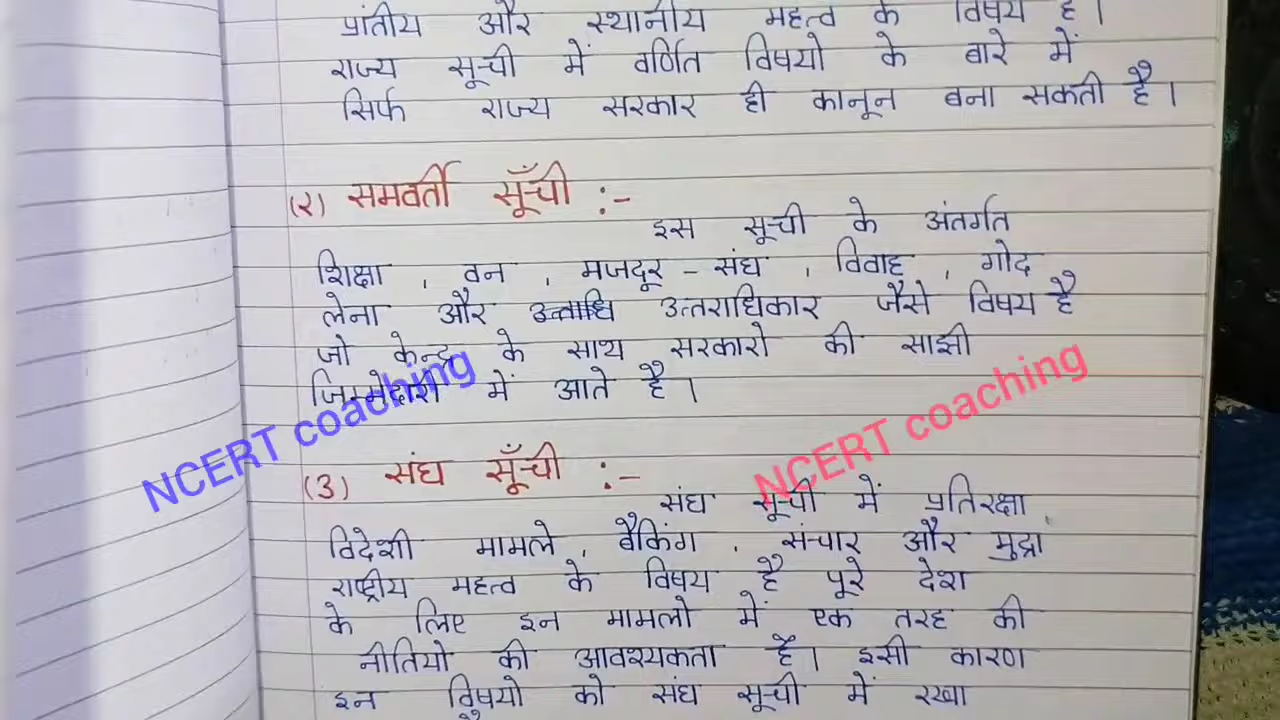 प्रांतीय और स्थानीय महत्व के विषय है।
राज्य सूची में वर्णित विषयो के बारे में
सिर्फ राज्य सरकार ही कानून बना सकती है।
(२) समवर्ती सूँची :-
इस सूची के अंतर्गत
शिक्षा , वन , मजदूर - संघ , विवाह , गोद
लेना और उत्तराधिकार जैसे विषय है
जो केन्द्र के साथ सरकारो की साझी
जिम्मेदारी में आते है।
(3) संघ सूँची :-
संघ सूची में प्रतिरक्षा,
विदेशी मामले , बैकिंग , संचार और मुद्रा
राष्ट्रीय महत्व के विषय है पूरे देश
के लिए इन मामलो में एक तरह की
नीतियो की आवश्यकता है। इसी कारण
इन विषयो को संघ सूची में रखा
NCERT coaching
NCERT coaching